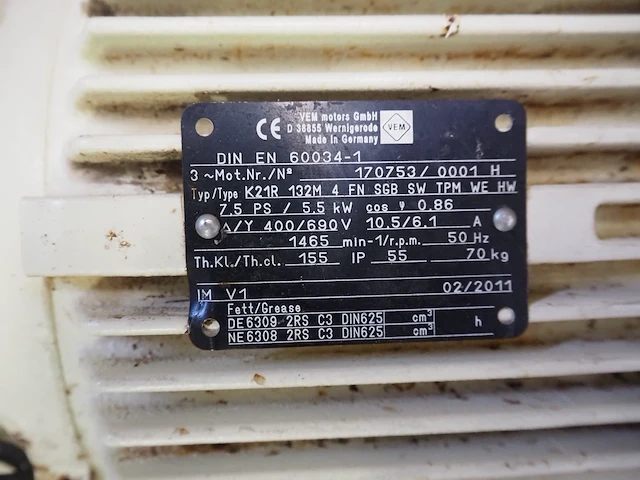 CE VEM motors GmbH
D 38855 Wernigerode VEM
Made in Germany
DIN EN 60034-1
3 ~Mot.Nr./Nº 170753/ 0001 H
Typ/Type K21R 132M 4 FN SGB SW TPM WE HW
7,5 PS / 5,5 kW cos φ 0.86
△/Y 400/690 V 10.5/6.1 A
1465 min-1/r.p.m. 50 Hz
Th.Kl./Th.cl. 155 IP 55 70 kg
IM V1 02/2011
Fett/Grease
DE 6309 2RS C3 DIN625 cm³
NE 6308 2RS C3 DIN625 cm³ h